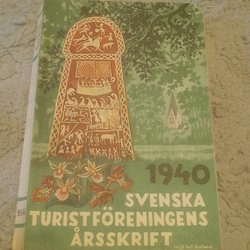 1940
SVENSKA
TURISTFÖRENINGENS
ÅRSSKRIFT